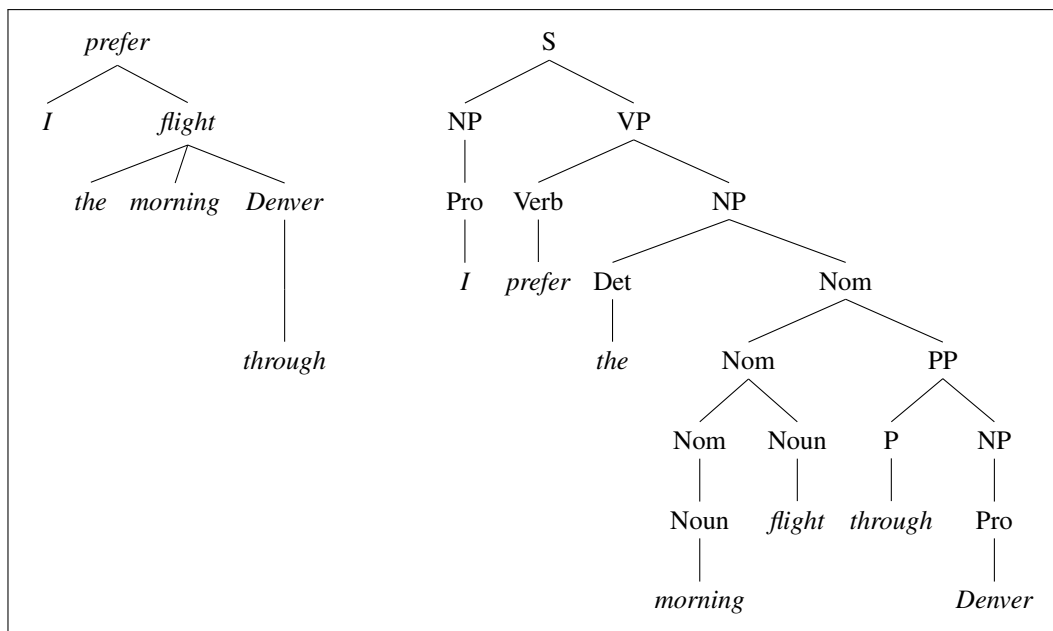 prefer S
I flight NP VP
the morning Denver Pro Verb NP
I prefer Det Nom
through the Nom PP
Nom Noun P NP
Noun flight through Pro
morning Denver